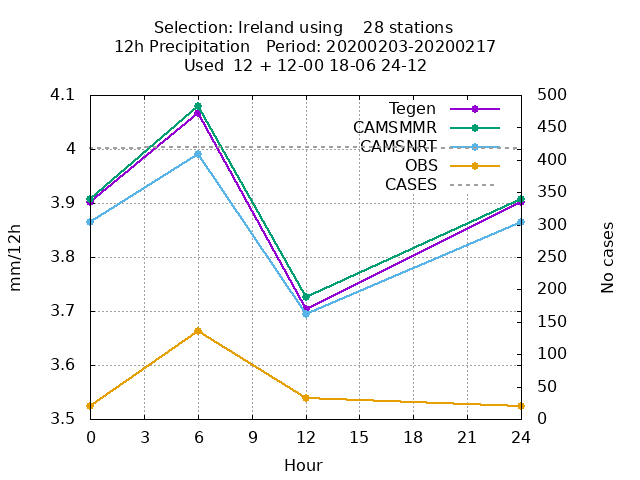 Selection: Ireland using    28 stations
12h Precipitation   Period: 20200203-20200217
Used  12 + 12-00 18-06 24-12
Tegen
CAMSMMR
CAMSNRT
OBS
CASES
4.1
4
3.9
3.8
3.7
3.6
3.5
mm/12h
500
450
400
350
300
250
200
150
100
50
0
No cases
0 3 6 9 12 15 18 21 24
Hour